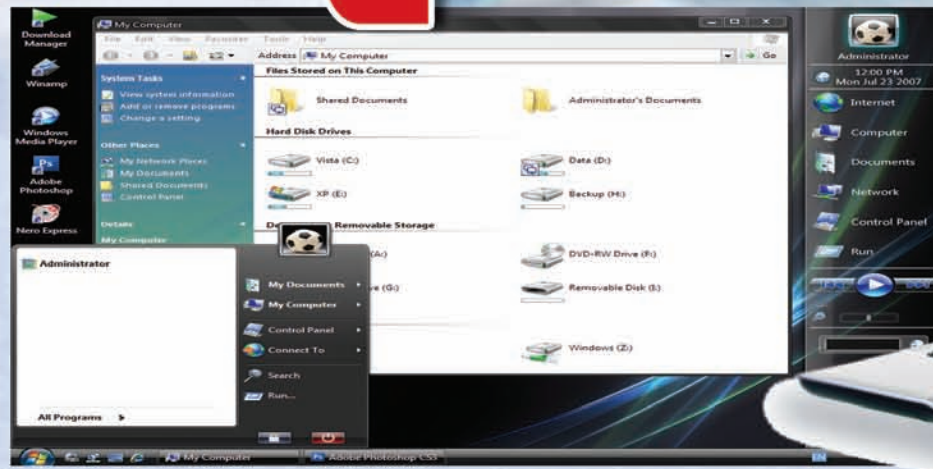 Download
Manager
Winamp
Windows
Media Player
Adobe
Photoshop
Nero Express
My Computer
File Edit View Favorites Tools Help
Address My Computer
Go
System Tasks
View system information
Add or remove programs
Change a setting
Other Places
My Network Places
My Documents
Shared Documents
Control Panel
Details
My Computer
Files Stored on This Computer
Shared Documents
Administrator's Documents
Hard Disk Drives
Vista (C:)
Data (D:)
XP (E:)
Backup (H:)
Removable Storage
(A:)
DVD-RW Drive (F:)
(G:)
Removable Disk (I:)
Windows (Z:)
Administrator
My Documents
My Computer
Control Panel
Connect To
Search
Run...
All Programs
My Computer
Adobe Photoshop CS3
EN
Administrator
12:00 PM
Mon Jul 23 2007
Internet
Computer
Documents
Network
Control Panel
Run